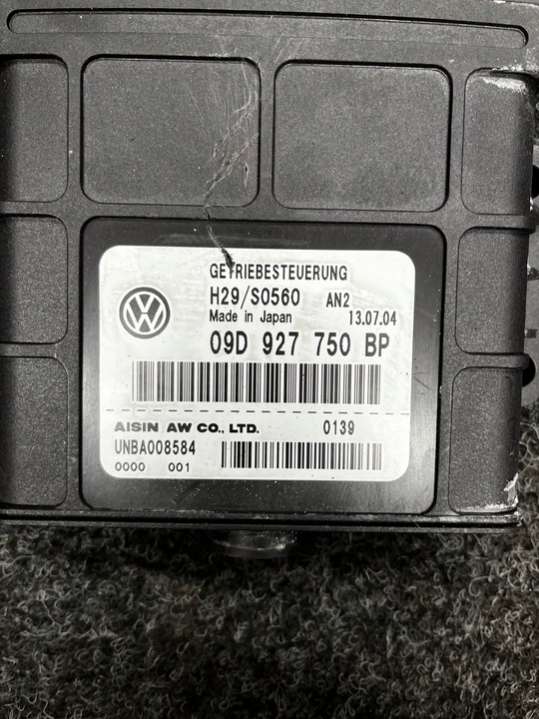 GETRIEBESTEUERUNG
H29/S0560 AN2
Made in Japan 13.07.04
09D 927 750 BP
AISIN AW CO., LTD. 0139
UNBA008584
0000 001